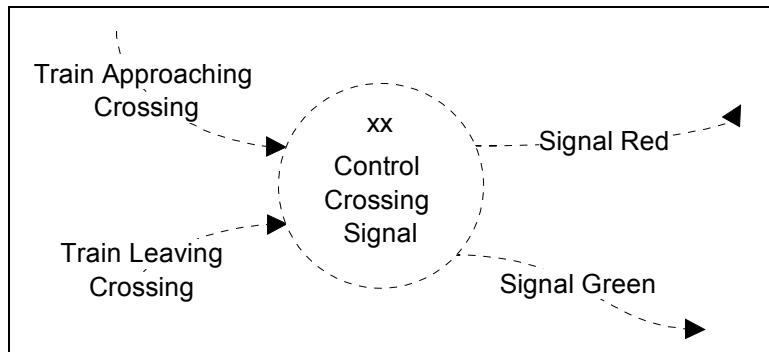 Train Approaching
Crossing
xx
Control
Crossing
Signal
Signal Red
Train Leaving
Crossing
Signal Green